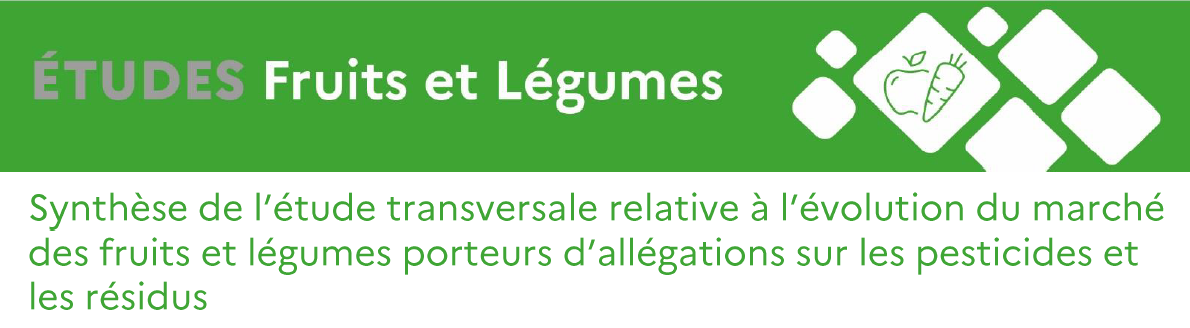 ÉTUDES Fruits et Légumes
Synthèse de l’étude transversale relative à l’évolution du marché
des fruits et légumes porteurs d’allégations sur les pesticides et
les résidus